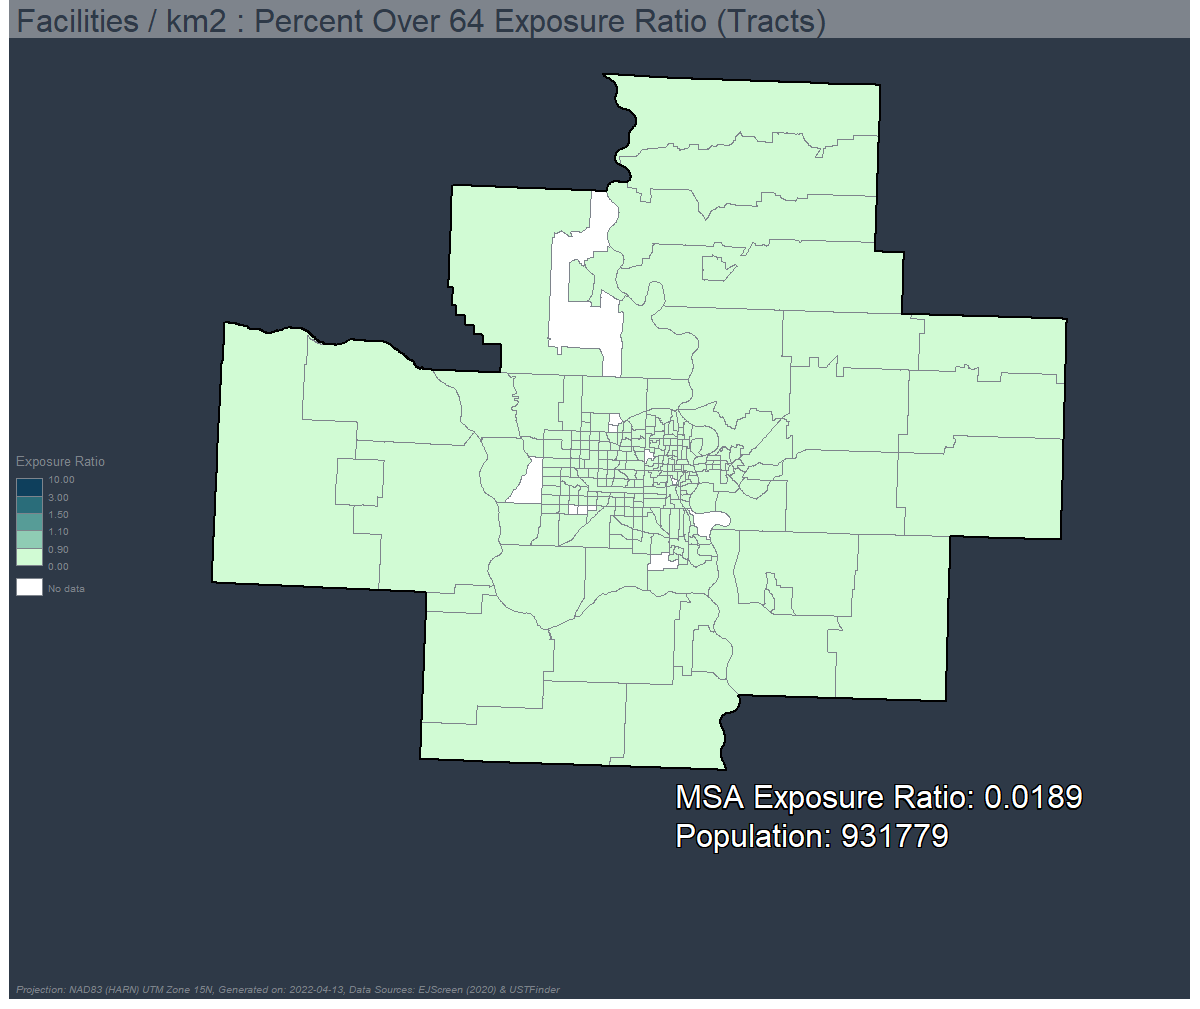 Facilities / km2 : Percent Over 64 Exposure Ratio (Tracts)
Exposure Ratio
10.00
3.00
1.50
1.10
0.90
0.00
No data
MSA Exposure Ratio: 0.0189
Population: 931779
Projection: NAD83 (HARN) UTM Zone 15N, Generated on: 2022-04-13, Data Sources: EJScreen (2020) & USTFinder